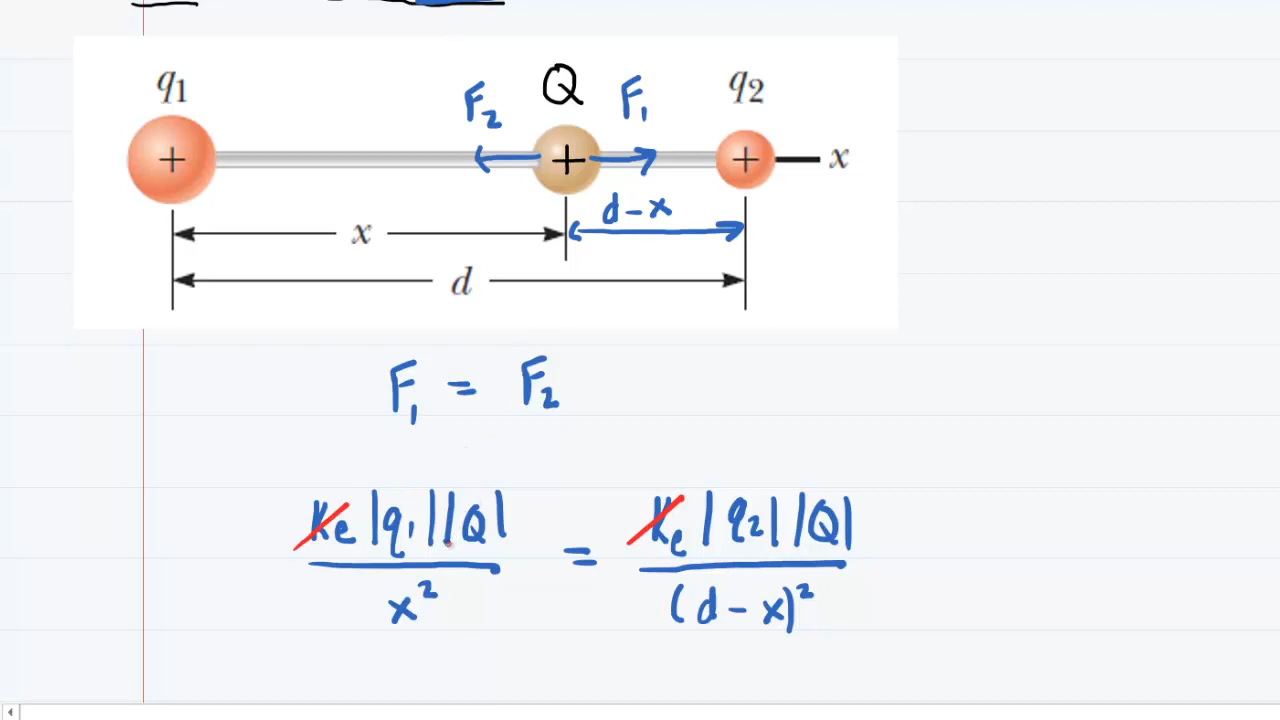 q1 F2 Q F1 q2
+ + + x
d-x
x
d
F1 = F2
Ke|q1||Q| / x² = Ke|q2||Q| / (d-x)²